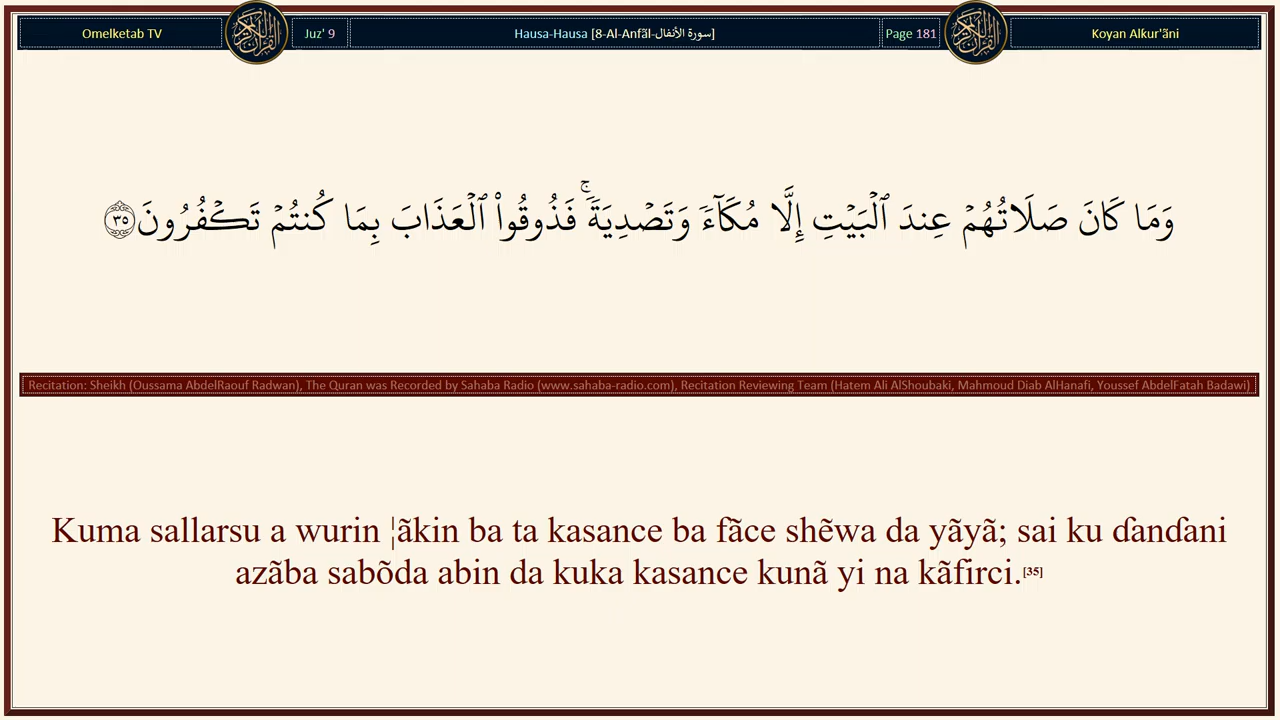 Omelketab TV
Juz' 9
Hausa-Hausa [8-Al-Anfãl-سورة الأنفال]
Page 181
Koyan Alƙur'ãni
وَمَا كَانَ صَلَاتُهُمۡ عِندَ ٱلۡبَيۡتِ إِلَّا مُكَآءٗ وَتَصۡدِيَةٗۚ فَذُوقُواْ ٱلۡعَذَابَ بِمَا كُنتُمۡ تَكۡفُرُونَ ٣٥
Recitation: Sheikh (Oussama AbdelRaouf Radwan), The Quran was Recorded by Sahaba Radio (www.sahaba-radio.com), Recitation Reviewing Team (Hatem Ali AlShoubaki, Mahmoud Diab AlHanafi, Youssef AbdelFatah Badawi)
Kuma sallarsu a wurin ¦ãkin ba ta kasance ba fãce shẽwa da yãyã; sai ku ɗanɗani
azãba sabõda abin da kuka kasance kunã yi na kãfirci.[35]